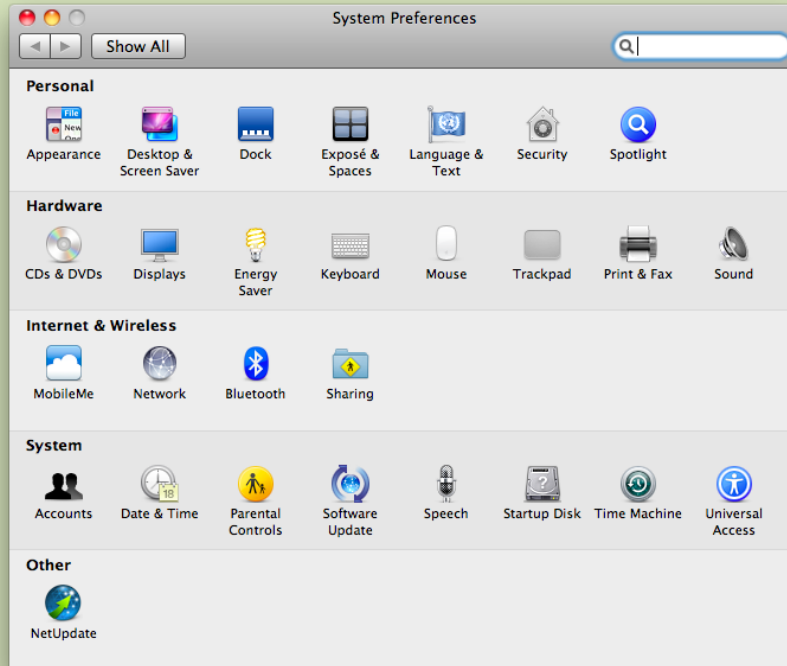 System Preferences
Show All
Personal
File
New
Appearance
Desktop &
Screen Saver
Dock
Exposé &
Spaces
Language &
Text
Security
Spotlight
Hardware
CDs & DVDs
Displays
Energy
Saver
Keyboard
Mouse
Trackpad
Print & Fax
Sound
Internet & Wireless
MobileMe
Network
Bluetooth
Sharing
System
18
?
Accounts
Date & Time
Parental
Controls
Software
Update
Speech
Startup Disk
Time Machine
Universal
Access
Other
NetUpdate